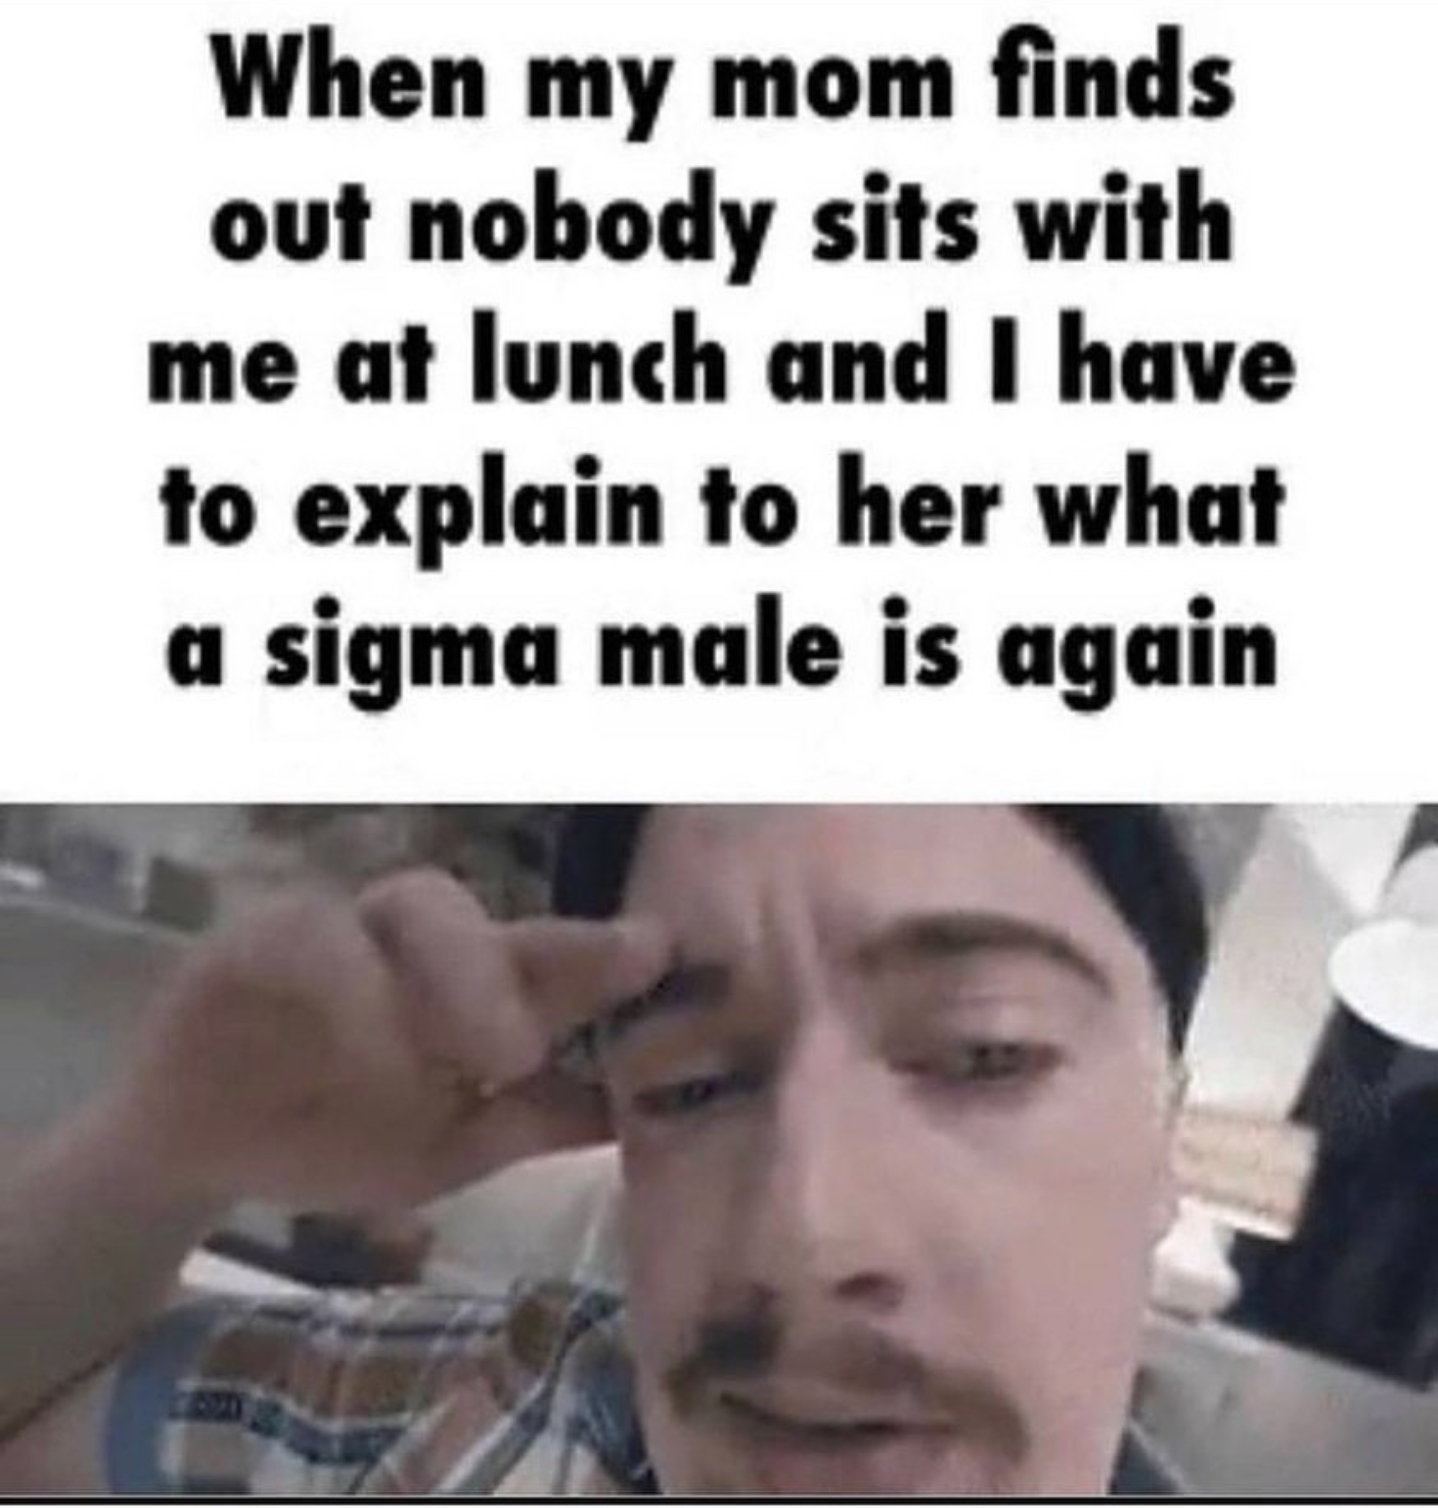 When my mom finds
out nobody sits with
me at lunch and I have
to explain to her what
a sigma male is again